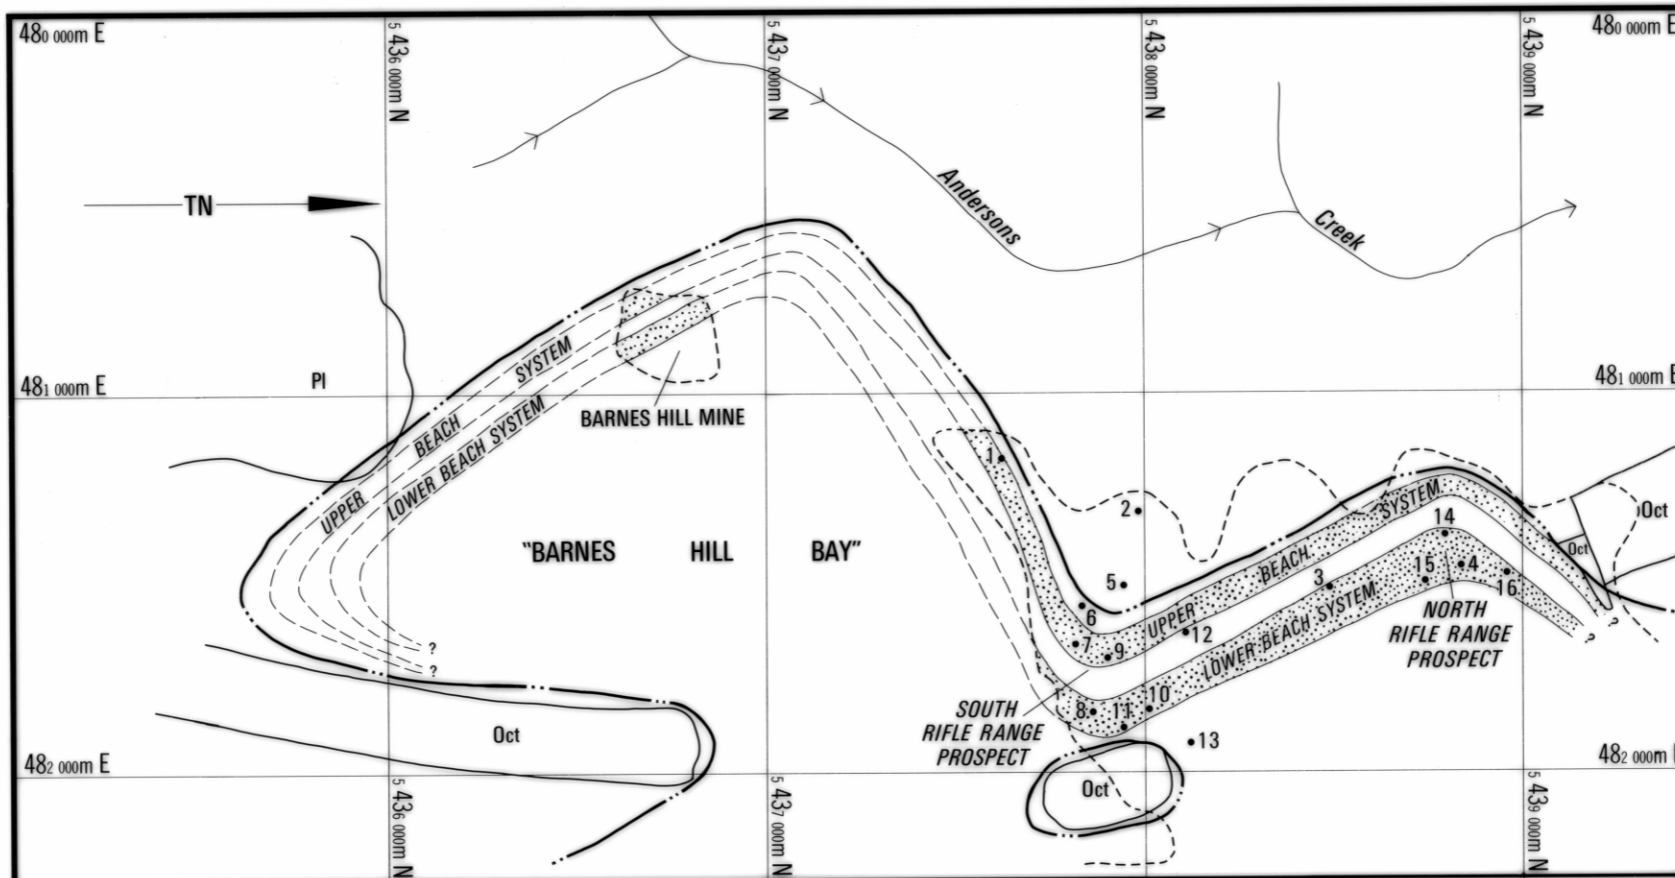 480 000m E
5 436 000m N
5 437 000m N
5 438 000m N
5 439 000m N
480 000m E
Andersons
Creek
TN
Pl
481 000m E
481 000m E
UPPER BEACH SYSTEM
LOWER BEACH SYSTEM
BARNES HILL MINE
"BARNES HILL BAY"
1
2
5
6
7
9
12
3
14
15
4
16
UPPER BEACH SYSTEM
LOWER BEACH SYSTEM
Oct
Oct
NORTH
RIFLE RANGE
PROSPECT
?
?
?
?
8
11
10
13
SOUTH
RIFLE RANGE
PROSPECT
Oct
Oct
482 000m E
482 000m E
5 436 000m N
5 437 000m N
5 438 000m N
5 439 000m N